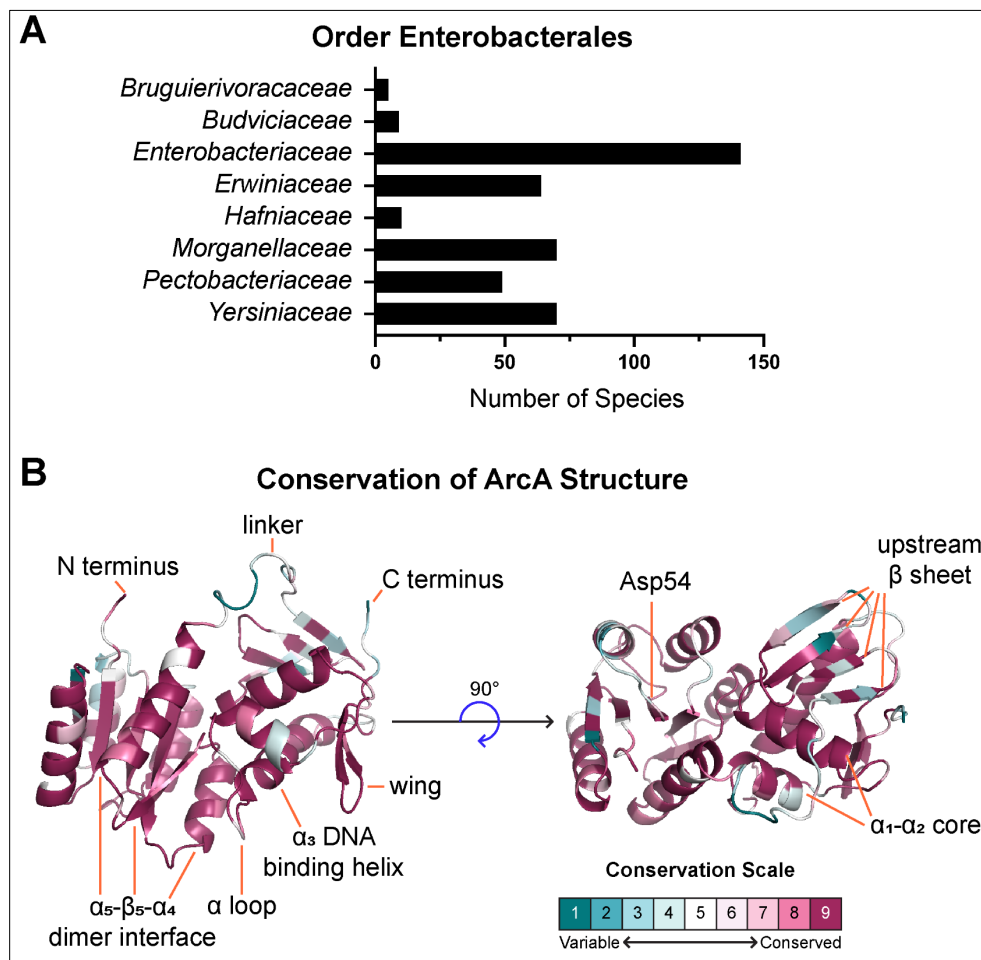 A
Order Enterobacterales
Bruguierivoracaceae
Budviciaceae
Enterobacteriaceae
Erwiniaceae
Hafniaceae
Morganellaceae
Pectobacteriaceae
Yersiniaceae
0 50 100 150
Number of Species
B
Conservation of ArcA Structure
linker
N terminus
C terminus
wing
α₃ DNA
binding helix
α loop
α₅-β₅-α₄
dimer interface
90°
Asp54
upstream
β sheet
α₁-α₂ core
Conservation Scale
1 2 3 4 5 6 7 8 9
Variable Conserved